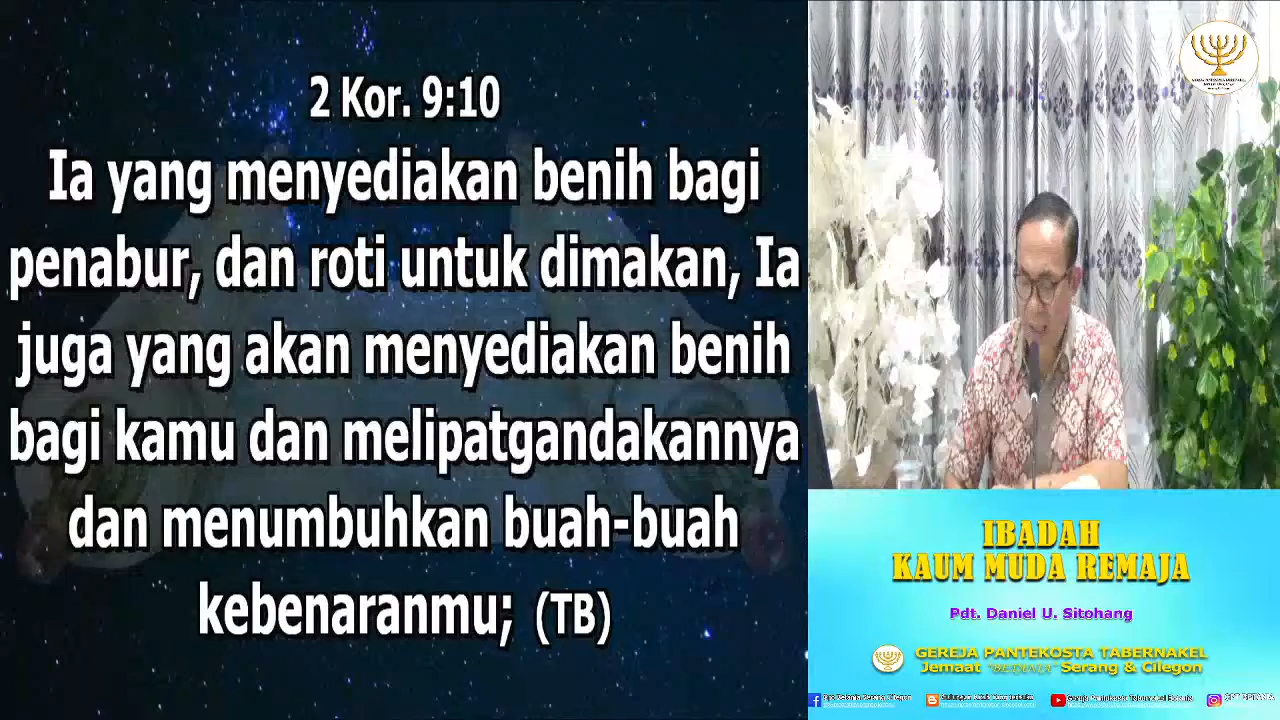 2 Kor. 9:10
Ia yang menyediakan benih bagi
penabur, dan roti untuk dimakan, Ia
juga yang akan menyediakan benih
bagi kamu dan melipatgandakannya
dan menumbuhkan buah-buah
kebenaranmu; (TB)
IBADAH
KAUM MUDA REMAJA
Pdt. Daniel U. Sitohang
GEREJA PANTEKOSTA TABERNAKEL
Jemaat "BETANIA" Serang & Cilegon